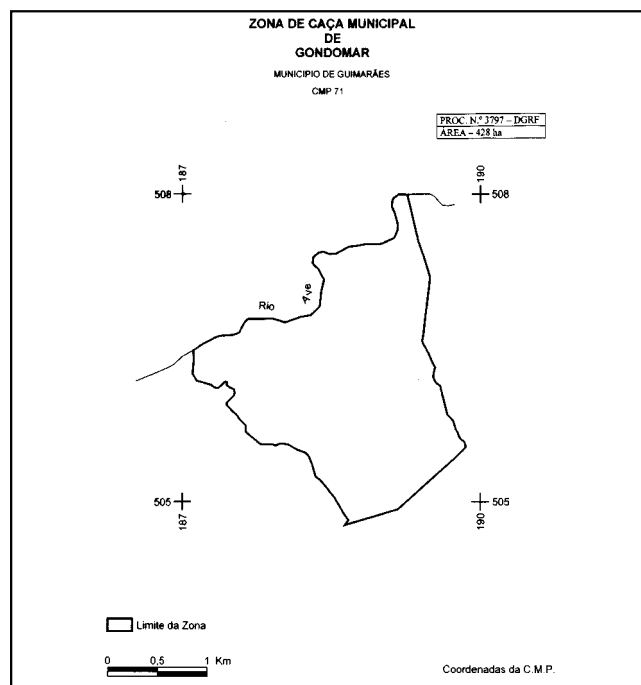 ZONA DE CAÇA MUNICIPAL
DE
GONDOMAR
MUNICIPIO DE GUIMARÃES
CMP 71
PROC. N.º 3797 – DGRF
ÁREA – 428 ha
187
190
508
508
Rio
Ave
505
505
187
190
Limite da Zona
0
0,5
1 Km
Coordenadas da C.M.P.